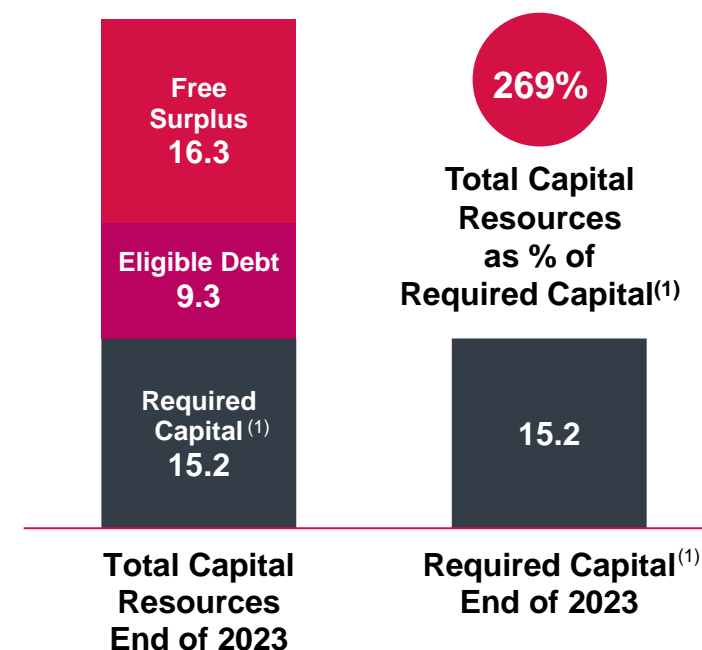 Free
Surplus
16.3
Eligible Debt
9.3
Required
Capital (1)
15.2
Total Capital
Resources
End of 2023
269%
Total Capital
Resources
as % of
Required Capital(1)
15.2
Required Capital(1)
End of 2023